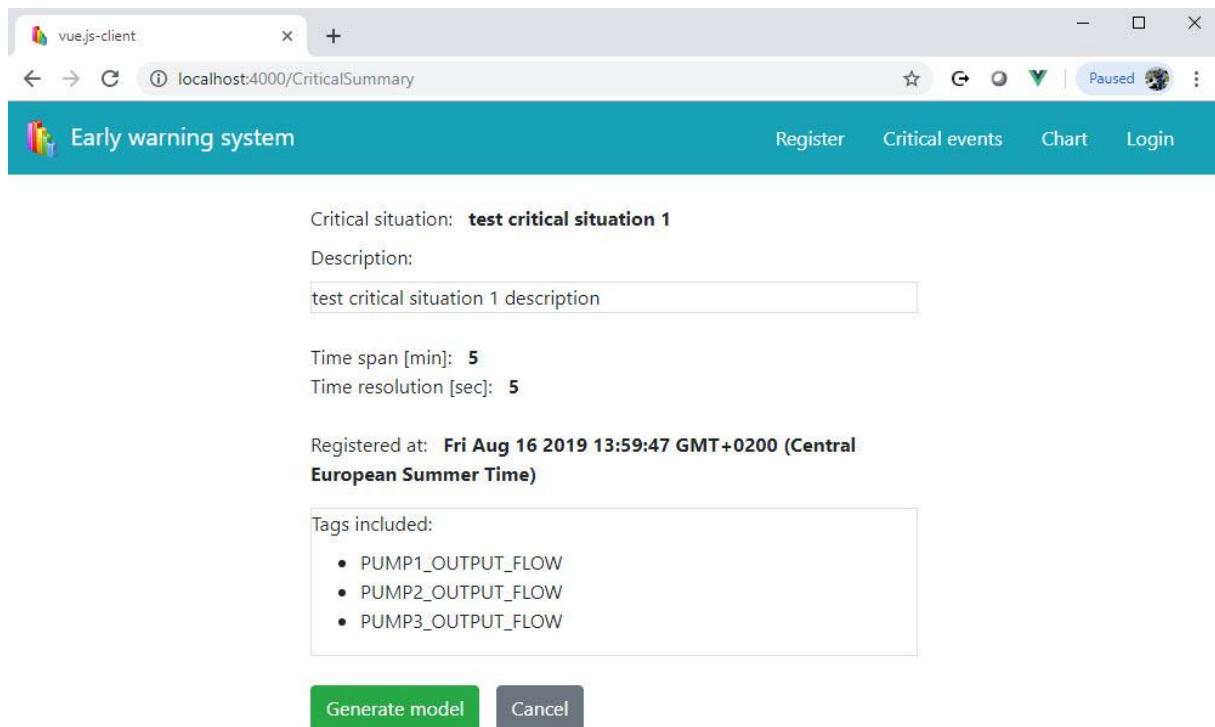 vue.js-client
localhost:4000/CriticalSummary
Paused
Early warning system
Register
Critical events
Chart
Login
Critical situation: test critical situation 1
Description:
test critical situation 1 description
Time span [min]: 5
Time resolution [sec]: 5
Registered at: Fri Aug 16 2019 13:59:47 GMT+0200 (Central
European Summer Time)
Tags included:
PUMP1_OUTPUT_FLOW
PUMP2_OUTPUT_FLOW
PUMP3_OUTPUT_FLOW
Generate model
Cancel